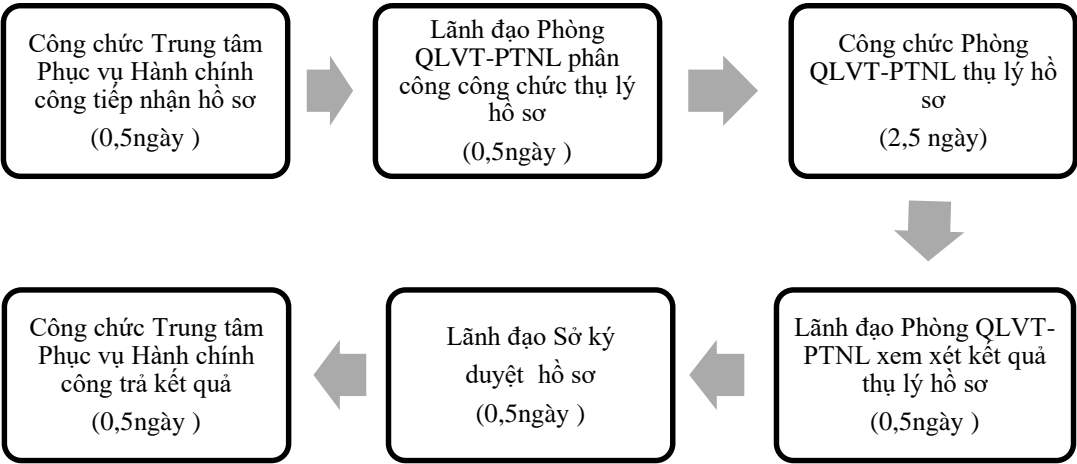 Công chức Trung tâm
Phục vụ Hành chính
công tiếp nhận hồ sơ
(0,5ngày )
Lãnh đạo Phòng
QLVT-PTNL phân
công công chức thụ lý
hồ sơ
(0,5ngày )
Công chức Phòng
QLVT-PTNL thụ lý hồ
sơ
(2,5 ngày)
Lãnh đạo Phòng QLVT-
PTNL xem xét kết quả
thụ lý hồ sơ
(0,5ngày )
Lãnh đạo Sở ký
duyệt hồ sơ
(0,5ngày )
Công chức Trung tâm
Phục vụ Hành chính
công trả kết quả
(0,5ngày )